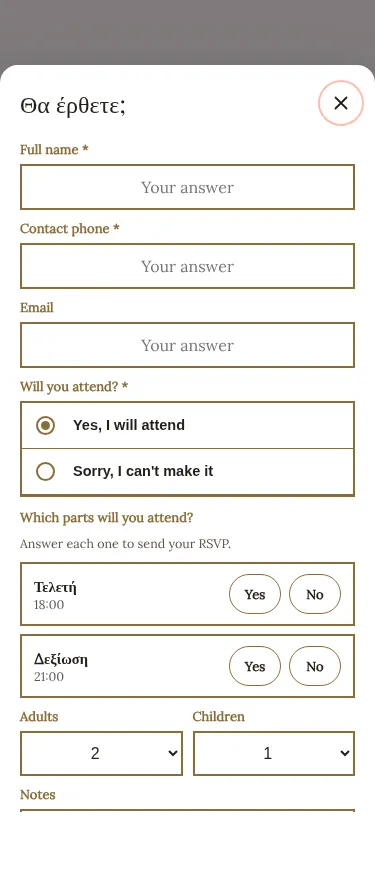 Θα έρθετε;
Full name *
Your answer
Contact phone *
Your answer
Email
Your answer
Will you attend? *
Yes, I will attend
Sorry, I can't make it
Which parts will you attend?
Answer each one to send your RSVP.
Τελετή
18:00
Yes No
Δεξίωση
21:00
Yes No
Adults Children
2 1
Notes